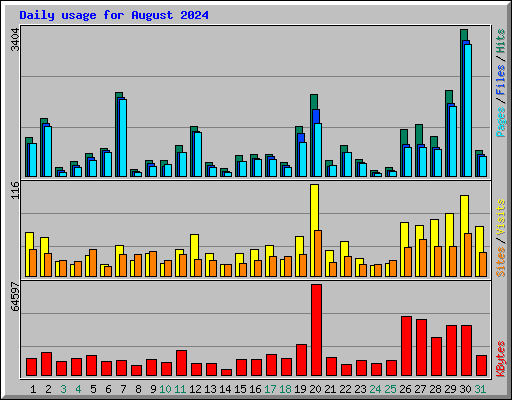 Daily usage for August 2024
3404
Pages / Files / Hits
116
Sites / Visits
64597
KBytes
1 2 3 4 5 6 7 8 9 10 11 12 13 14 15 16 17 18 19 20 21 22 23 24 25 26 27 28 29 30 31